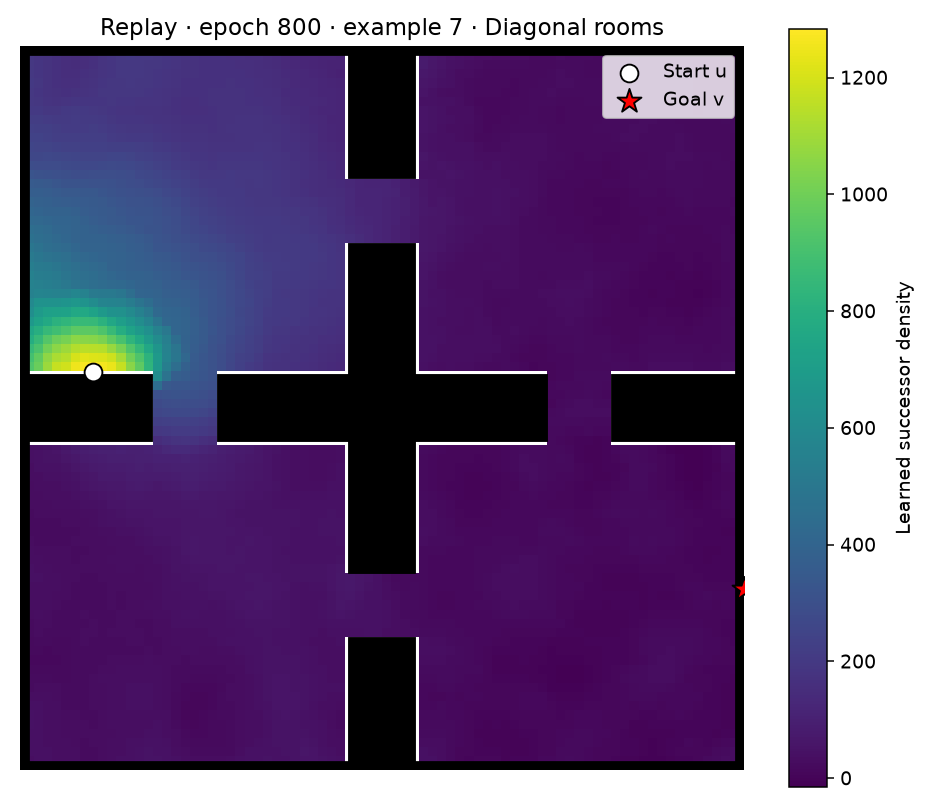 Replay · epoch 800 · example 7 · Diagonal rooms
Start u
Goal v
1200
1000
800
600
400
200
0
Learned successor density